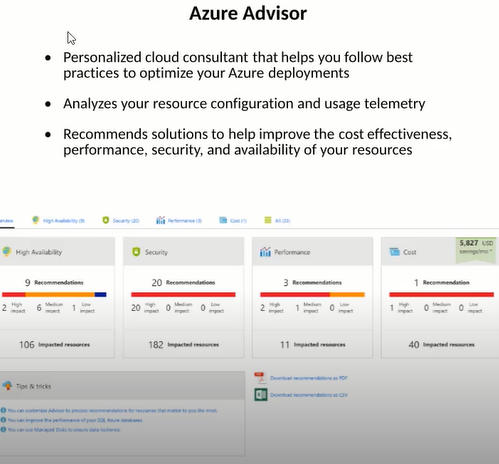 Azure Advisor
• Personalized cloud consultant that helps you follow best
practices to optimize your Azure deployments
• Analyzes your resource configuration and usage telemetry
• Recommends solutions to help improve the cost effectiveness,
performance, security, and availability of your resources
High Availability (9) Security (20) Performance (3) Cost (1) All (33)
High Availability
9 Recommendations
2 High impact 6 Medium impact 1 Low impact
106 Impacted resources
Security
20 Recommendations
20 High impact 0 Medium impact 0 Low impact
182 Impacted resources
Performance
3 Recommendations
2 High impact 1 Medium impact 0 Low impact
11 Impacted resources
Cost
5,827 USD
savings/mo
1 Recommendation
1 High impact 0 Medium impact 0 Low impact
40 Impacted resources
Tips & tricks
You can customize Advisor to process recommendations for resources that matter to you the most.
You can improve the performance of your SQL Azure databases.
You can use Managed Disks to ensure data resilience.
Download recommendations as PDF
Download recommendations as CSV